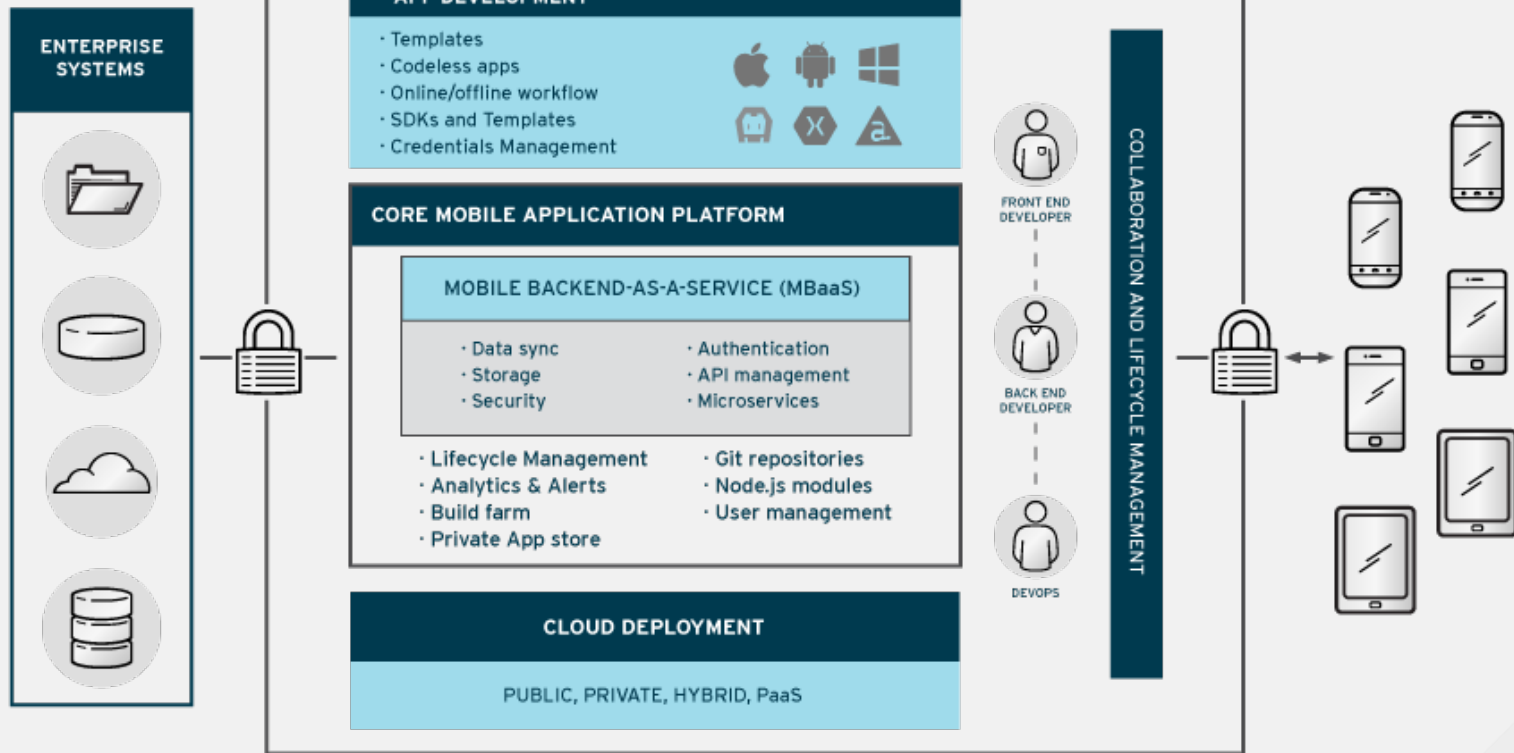 ENTERPRISE
SYSTEMS
APP DEVELOPMENT
· Templates
· Codeless apps
· Online/offline workflow
· SDKs and Templates
· Credentials Management
CORE MOBILE APPLICATION PLATFORM
MOBILE BACKEND-AS-A-SERVICE (MBaaS)
· Data sync
· Storage
· Security
· Authentication
· API management
· Microservices
· Lifecycle Management
· Analytics & Alerts
· Build farm
· Private App store
· Git repositories
· Node.js modules
· User management
CLOUD DEPLOYMENT
PUBLIC, PRIVATE, HYBRID, PaaS
FRONT END
DEVELOPER
BACK END
DEVELOPER
DEVOPS
COLLABORATION AND LIFECYCLE MANAGEMENT